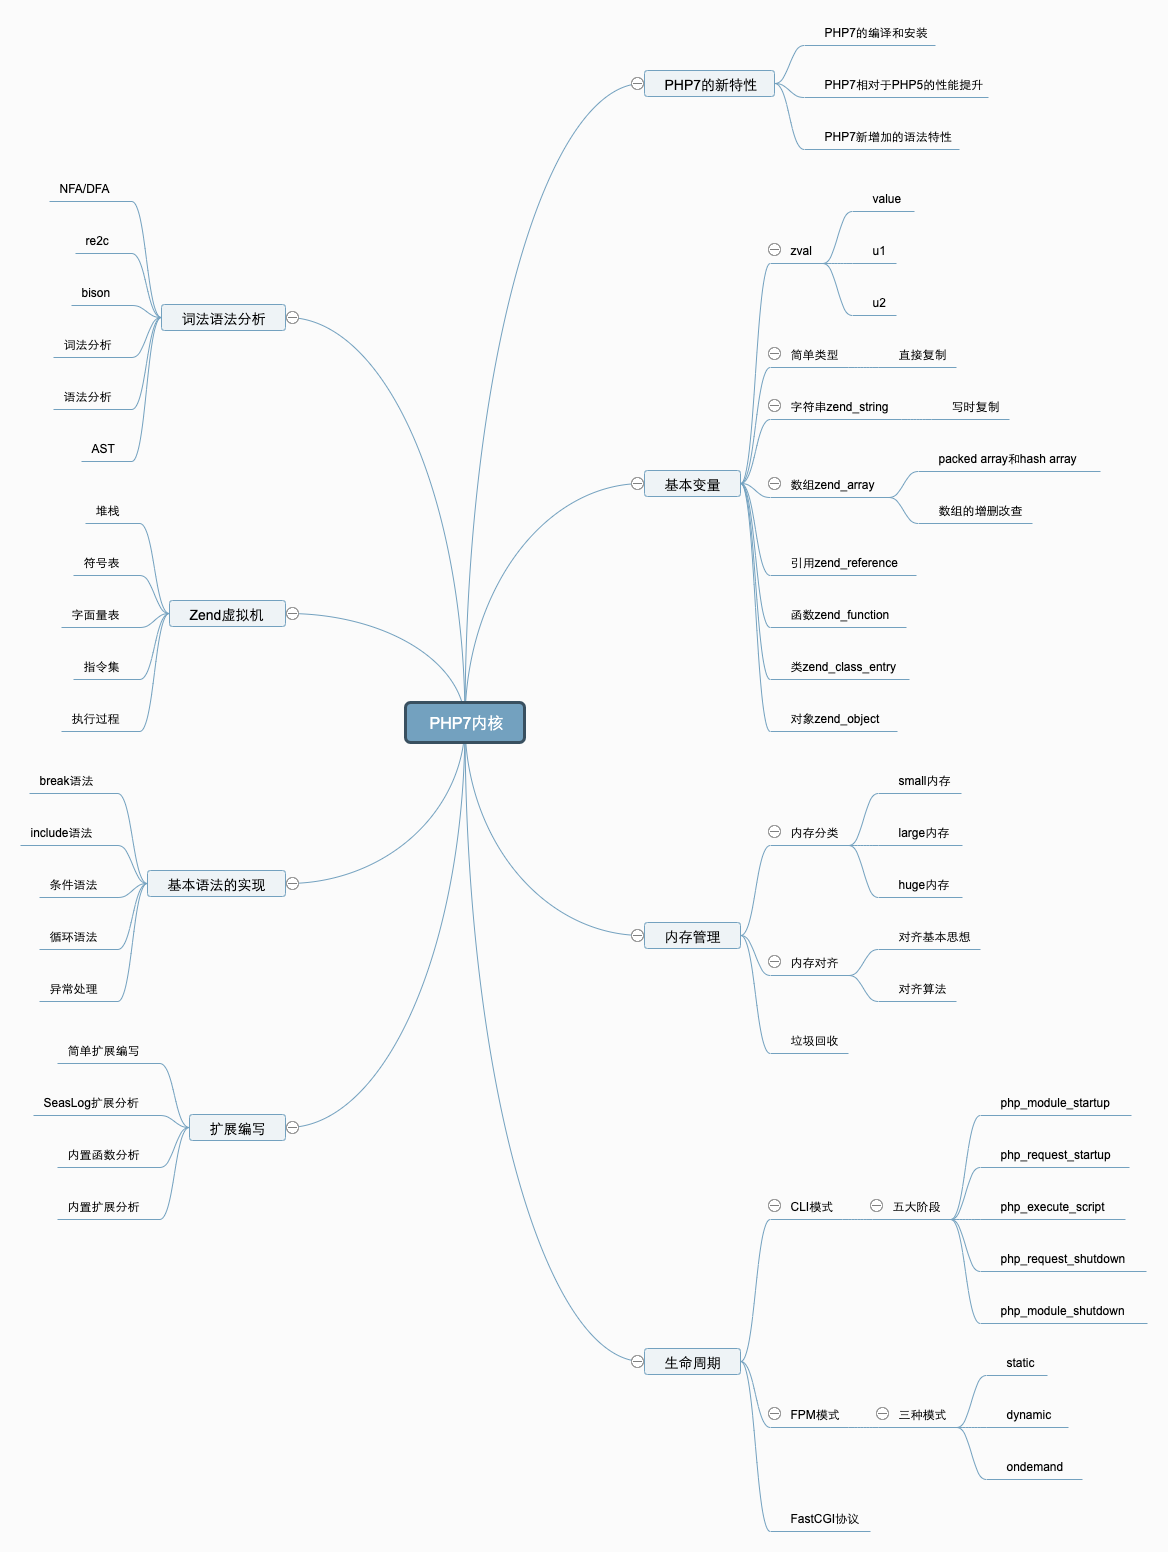 PHP7内核
PHP7的新特性
PHP7的编译和安装
PHP7相对于PHP5的性能提升
PHP7新增加的语法特性
基本变量
zval
value
u1
u2
简单类型
直接复制
字符串zend_string
写时复制
数组zend_array
packed array和hash array
数组的增删改查
引用zend_reference
函数zend_function
类zend_class_entry
对象zend_object
内存管理
内存分类
small内存
large内存
huge内存
内存对齐
对齐基本思想
对齐算法
垃圾回收
生命周期
CLI模式
五大阶段
php_module_startup
php_request_startup
php_execute_script
php_request_shutdown
php_module_shutdown
FPM模式
三种模式
static
dynamic
ondemand
FastCGI协议
词法语法分析
NFA/DFA
re2c
bison
词法分析
语法分析
AST
Zend虚拟机
堆栈
符号表
字面量表
指令集
执行过程
基本语法的实现
break语法
include语法
条件语法
循环语法
异常处理
扩展编写
简单扩展编写
SeasLog扩展分析
内置函数分析
内置扩展分析